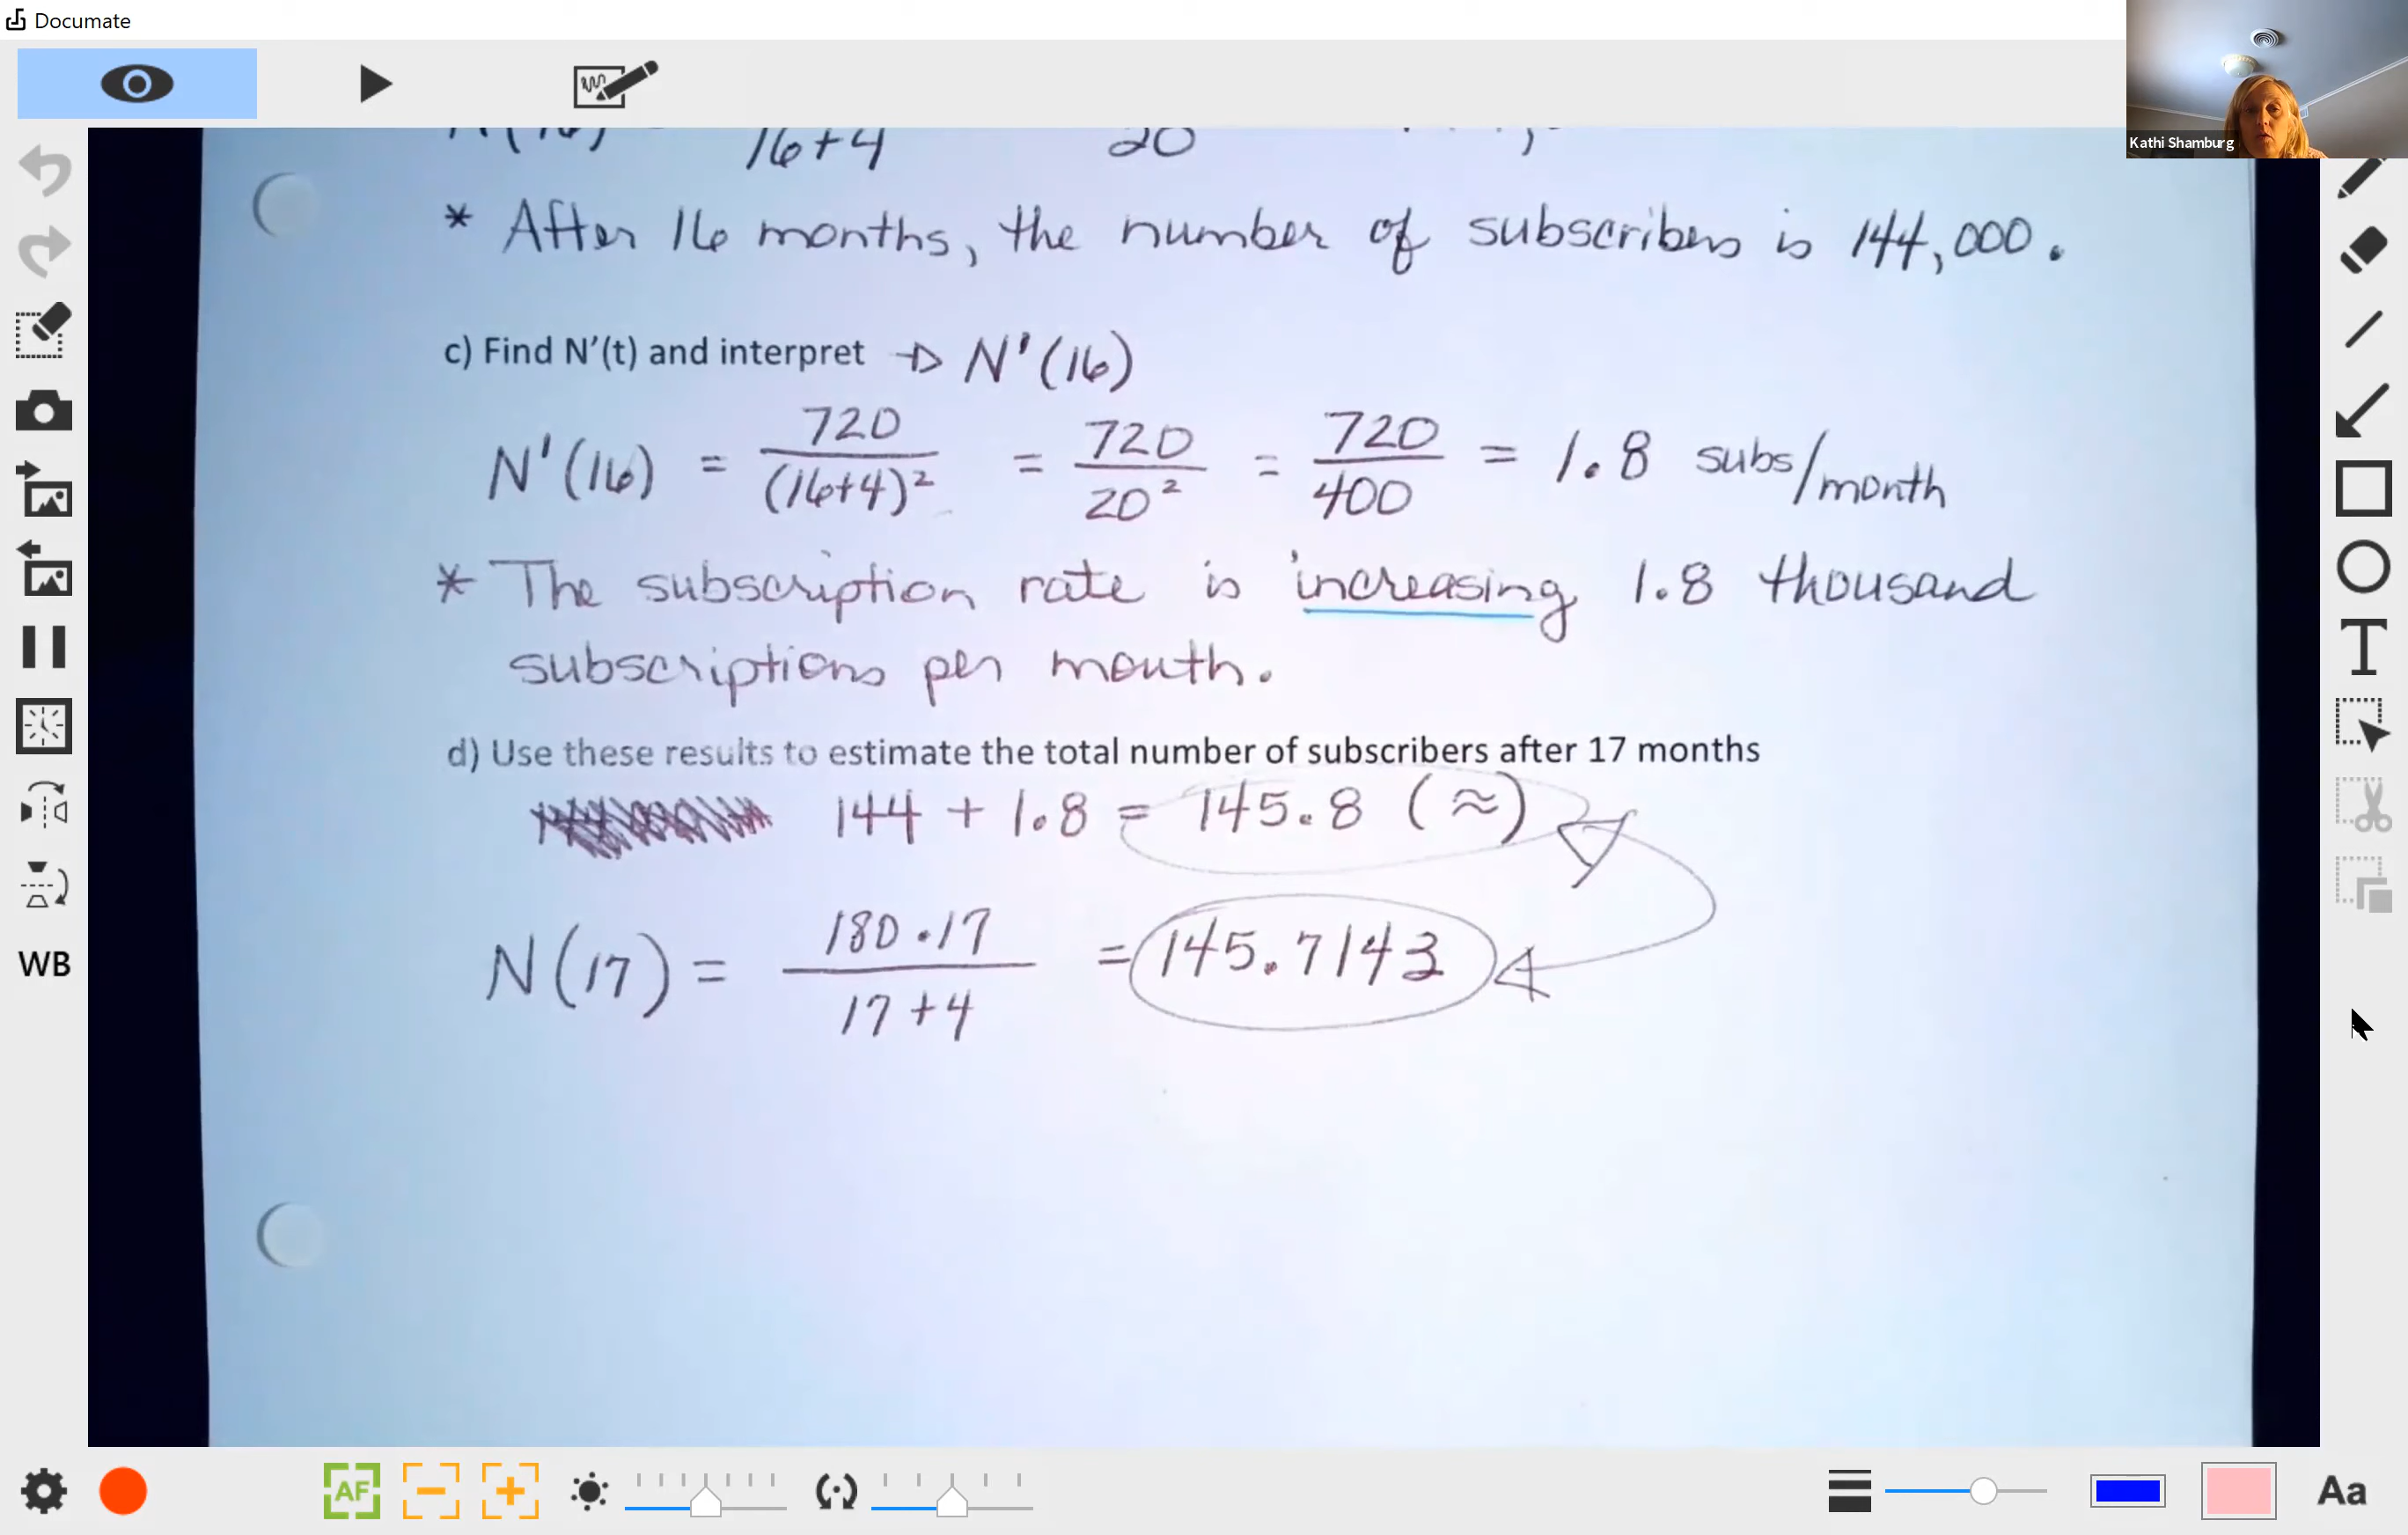 Documate
Kathi Shamburg
16+4 20
* After 16 months, the number of subscribers is 144,000.
c) Find N'(t) and interpret → N'(16)
N'(16) = 720/(16+4)² = 720/20² = 720/400 = 1.8 subs/month
* The subscription rate is increasing 1.8 thousand
subscriptions per month.
d) Use these results to estimate the total number of subscribers after 17 months
144 + 1.8 = 145.8 (≈)
N(17) = 180·17/17+4 = 145.7143
WB
T
AF
Aa